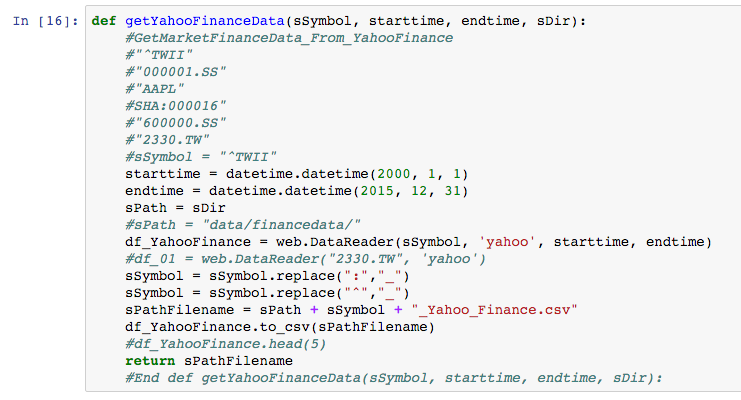 In [16]: def getYahooFinanceData(sSymbol, starttime, endtime, sDir):
#GetMarketFinanceData_From_YahooFinance
#"^TWII"
#"000001.SS"
#"AAPL"
#SHA:000016"
#"600000.SS"
#"2330.TW"
#sSymbol = "^TWII"
starttime = datetime.datetime(2000, 1, 1)
endtime = datetime.datetime(2015, 12, 31)
sPath = sDir
#sPath = "data/financedata/"
df_YahooFinance = web.DataReader(sSymbol, 'yahoo', starttime, endtime)
#df_01 = web.DataReader("2330.TW", 'yahoo')
sSymbol = sSymbol.replace(":","_")
sSymbol = sSymbol.replace("^","_")
sPathFilename = sPath + sSymbol + "_Yahoo_Finance.csv"
df_YahooFinance.to_csv(sPathFilename)
#df_YahooFinance.head(5)
return sPathFilename
#End def getYahooFinanceData(sSymbol, starttime, endtime, sDir):